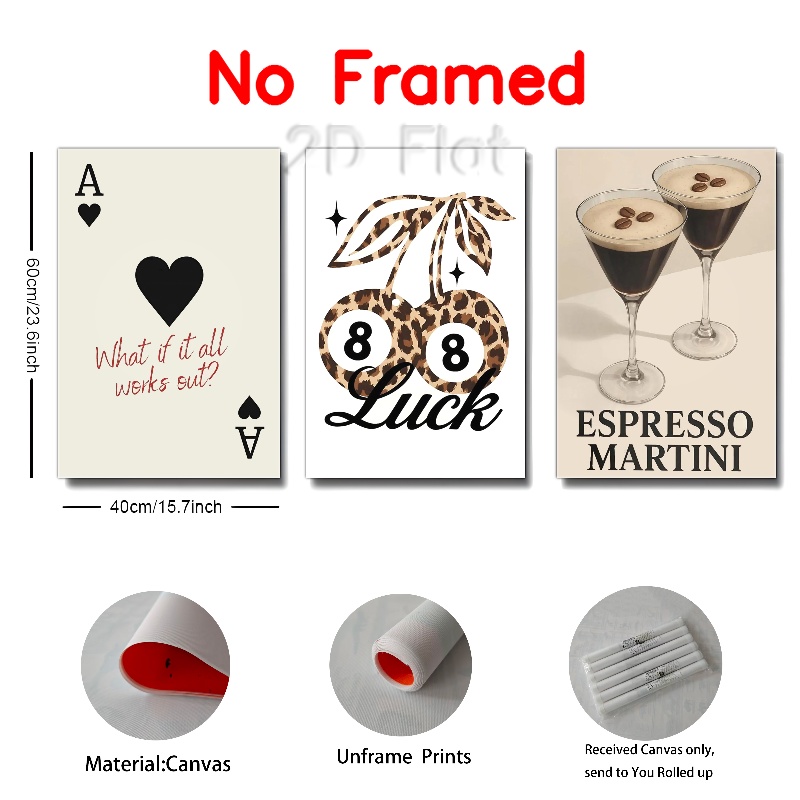 No Framed
2D Flat
60cm/23.6inch
A
What if it all
works out?
A
8
8
Luck
ESPRESSO
MARTINI
40cm/15.7inch
Material:Canvas
Unframe Prints
Received Canvas only,
send to You Rolled up